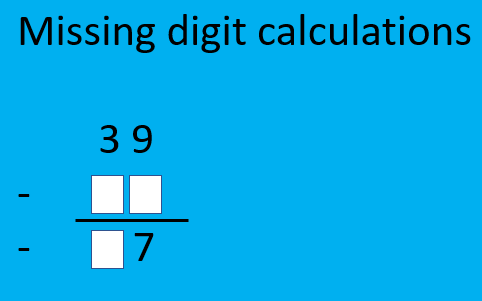 Missing digit calculations
3 9
-
- 7